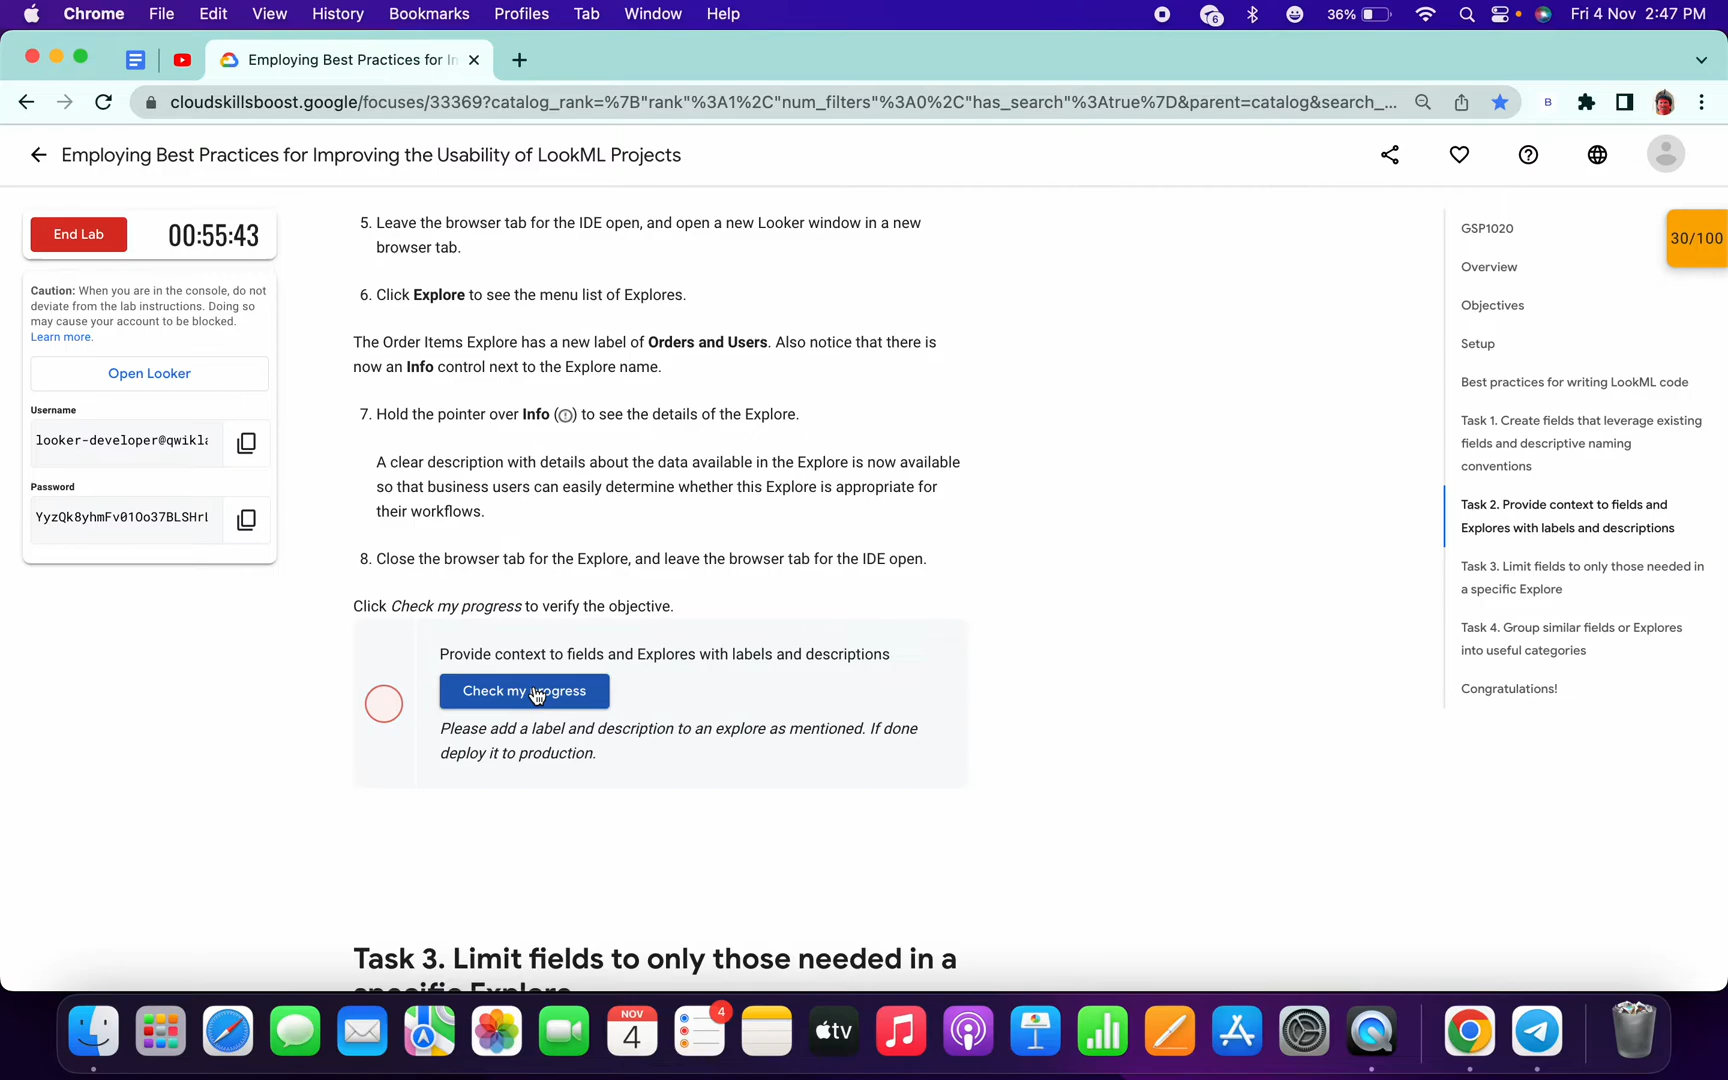 Chrome File Edit View History Bookmarks Profiles Tab Window Help 6 36% Fri 4 Nov 2:47 PM
Employing Best Practices for In
cloudskillsboost.google/focuses/33369?catalog_rank=%7B"rank"%3A1%2C"num_filters"%3A0%2C"has_search"%3Atrue%7D&parent=catalog&search_... B
Employing Best Practices for Improving the Usability of LookML Projects
End Lab 00:55:43
Caution: When you are in the console, do not
deviate from the lab instructions. Doing so
may cause your account to be blocked.
Learn more.
Open Looker
Username
looker-developer@qwikla
Password
YyzQk8yhmFv01Oo37BLSHrL
5. Leave the browser tab for the IDE open, and open a new Looker window in a new
browser tab.
6. Click Explore to see the menu list of Explores.
The Order Items Explore has a new label of Orders and Users. Also notice that there is
now an Info control next to the Explore name.
7. Hold the pointer over Info to see the details of the Explore.
A clear description with details about the data available in the Explore is now available
so that business users can easily determine whether this Explore is appropriate for
their workflows.
8. Close the browser tab for the Explore, and leave the browser tab for the IDE open.
Click Check my progress to verify the objective.
Provide context to fields and Explores with labels and descriptions
Check my progress
Please add a label and description to an explore as mentioned. If done
deploy it to production.
Task 3. Limit fields to only those needed in a
specific Explore
GSP1020
30/100
Overview
Objectives
Setup
Best practices for writing LookML code
Task 1. Create fields that leverage existing
fields and descriptive naming
conventions
Task 2. Provide context to fields and
Explores with labels and descriptions
Task 3. Limit fields to only those needed in
a specific Explore
Task 4. Group similar fields or Explores
into useful categories
Congratulations!
NOV
4
4
tv